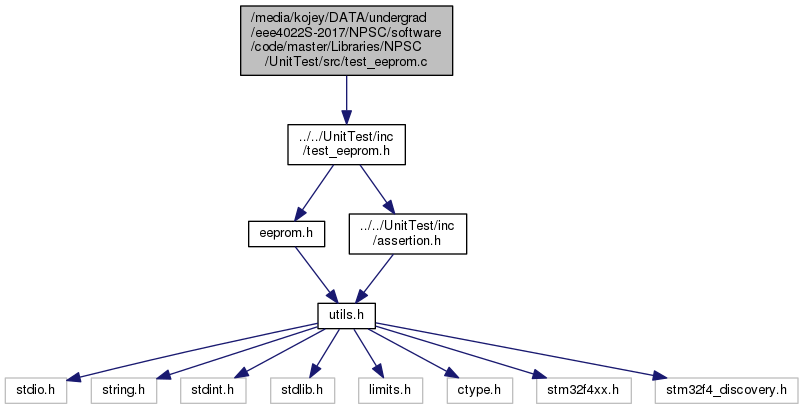 /media/kojey/DATA/undergrad
/eee4022S-2017/NPSC/software
/code/master/Libraries/NPSC
/UnitTest/src/test_eeprom.c
../../UnitTest/inc
/test_eeprom.h
eeprom.h
../../UnitTest/inc
/assertion.h
utils.h
stdio.h
string.h
stdint.h
stdlib.h
limits.h
ctype.h
stm32f4xx.h
stm32f4_discovery.h